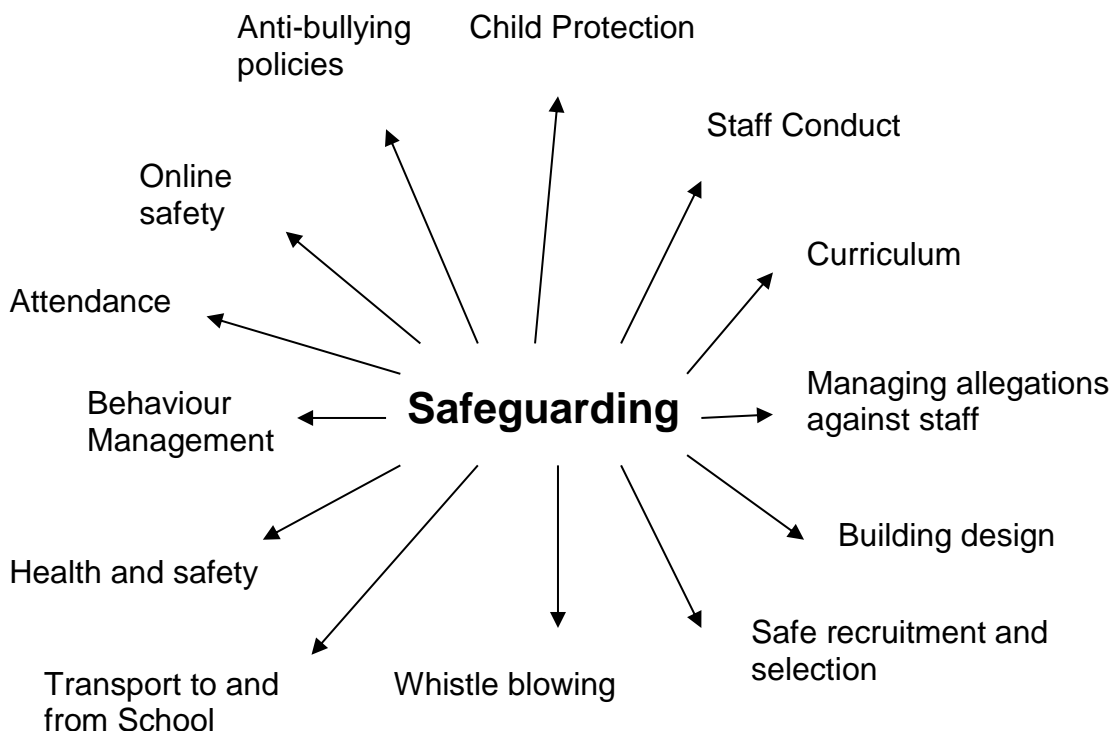 Anti-bullying
policies
Child Protection
Staff Conduct
Online
safety
Curriculum
Attendance
Managing allegations
against staff
Behaviour
Management
Safeguarding
Building design
Health and safety
Safe recruitment and
selection
Transport to and
from School
Whistle blowing